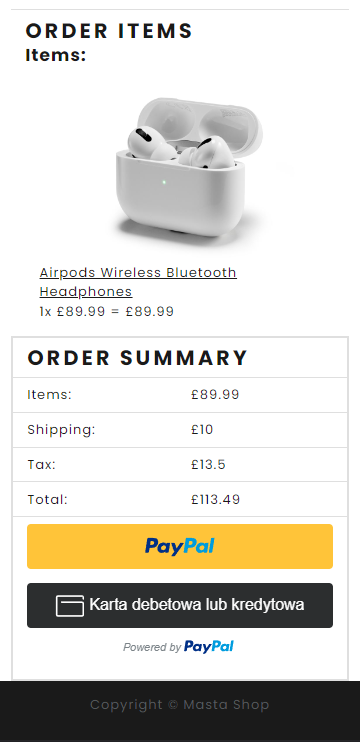 ORDER ITEMS
Items:
Airpods Wireless Bluetooth
Headphones
1x £89.99 = £89.99
ORDER SUMMARY
Items: £89.99
Shipping: £10
Tax: £13.5
Total: £113.49
PayPal
Karta debetowa lub kredytowa
Powered by PayPal
Copyright © Masta Shop